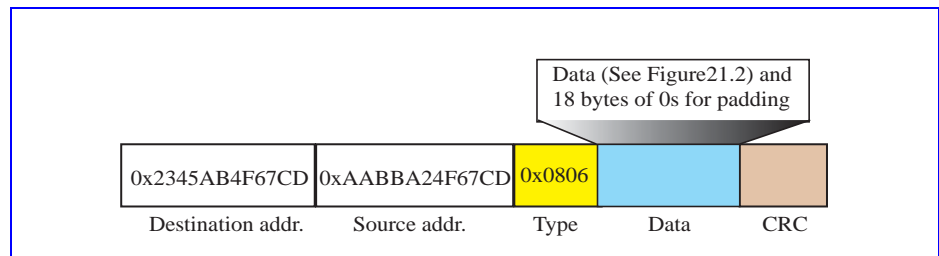 Data (See Figure21.2) and
18 bytes of 0s for padding
0x2345AB4F67CD 0xAABBA24F67CD 0x0806
Destination addr. Source addr. Type Data CRC